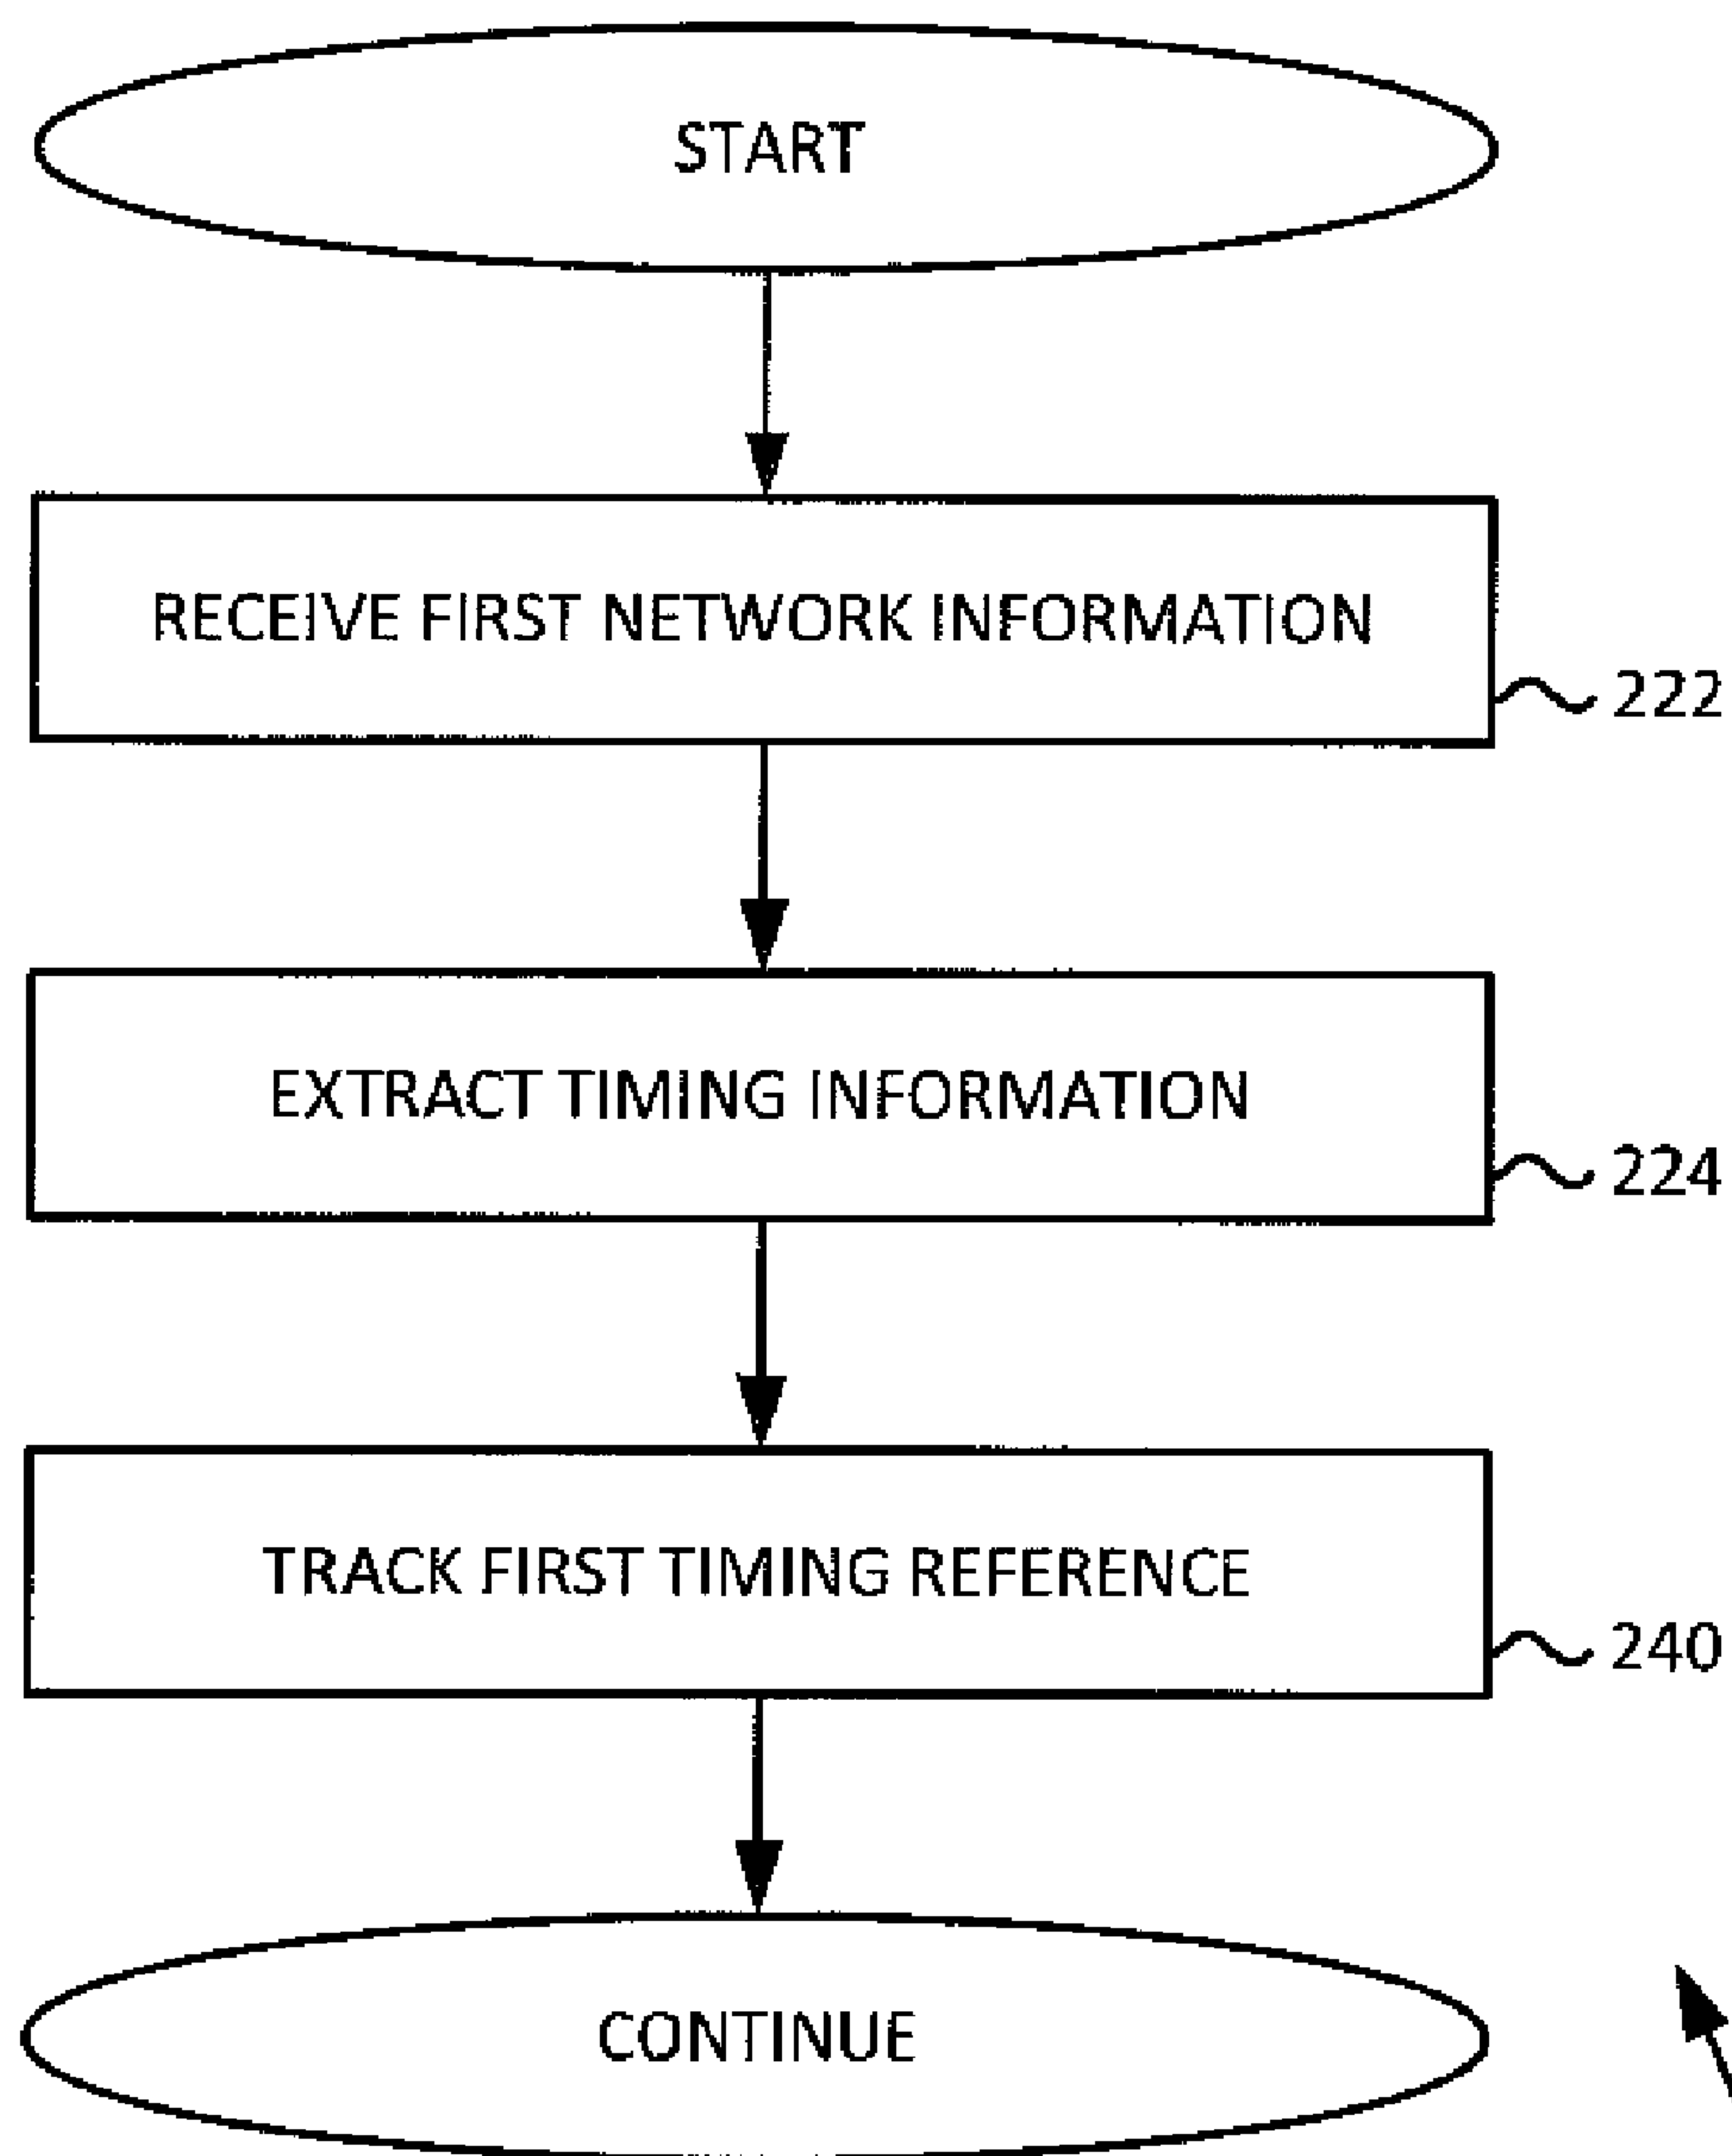 START
RECEIVE FIRST NETWORK INFORMATION
222
EXTRACT TIMING INFORMATION
224
TRACK FIRST TIMING REFERENCE
240
CONTINUE